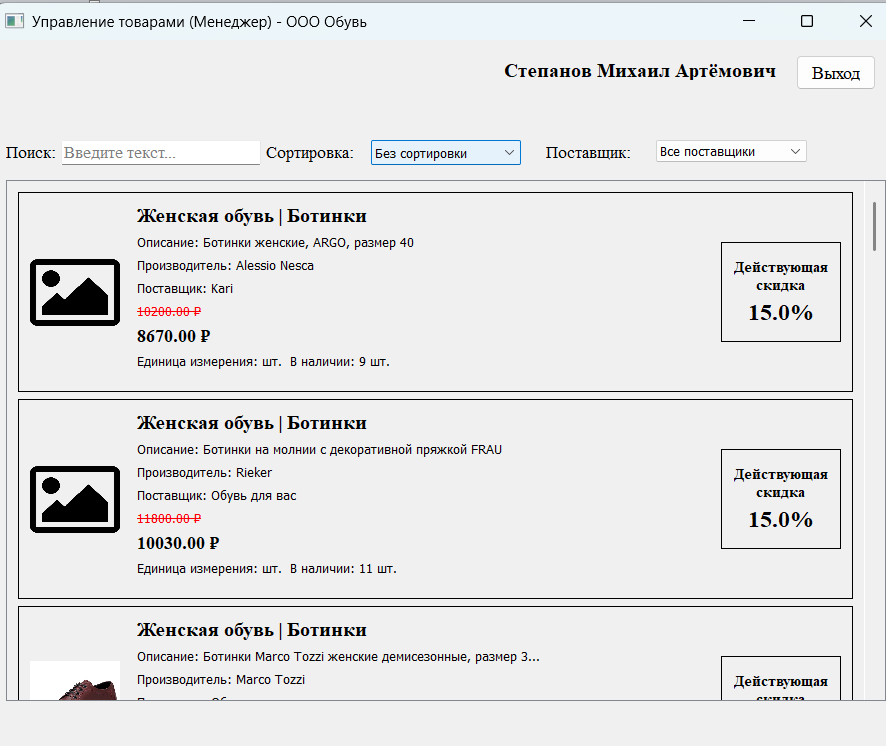 Управление товарами (Менеджер) - ООО Обувь
Степанов Михаил Артёмович
Выход
Поиск: Введите текст... Сортировка: Без сортировки Поставщик: Все поставщики
Женская обувь | Ботинки
Описание: Ботинки женские, ARGO, размер 40
Производитель: Alessio Nesca
Поставщик: Kari
10200.00 ₽
8670.00 ₽
Единица измерения: шт. В наличии: 9 шт.
Действующая
скидка
15.0%
Женская обувь | Ботинки
Описание: Ботинки на молнии с декоративной пряжкой FRAU
Производитель: Rieker
Поставщик: Обувь для вас
11800.00 ₽
10030.00 ₽
Единица измерения: шт. В наличии: 11 шт.
Действующая
скидка
15.0%
Женская обувь | Ботинки
Описание: Ботинки Marco Tozzi женские демисезонные, размер 3...
Производитель: Marco Tozzi
Действующая
скидка